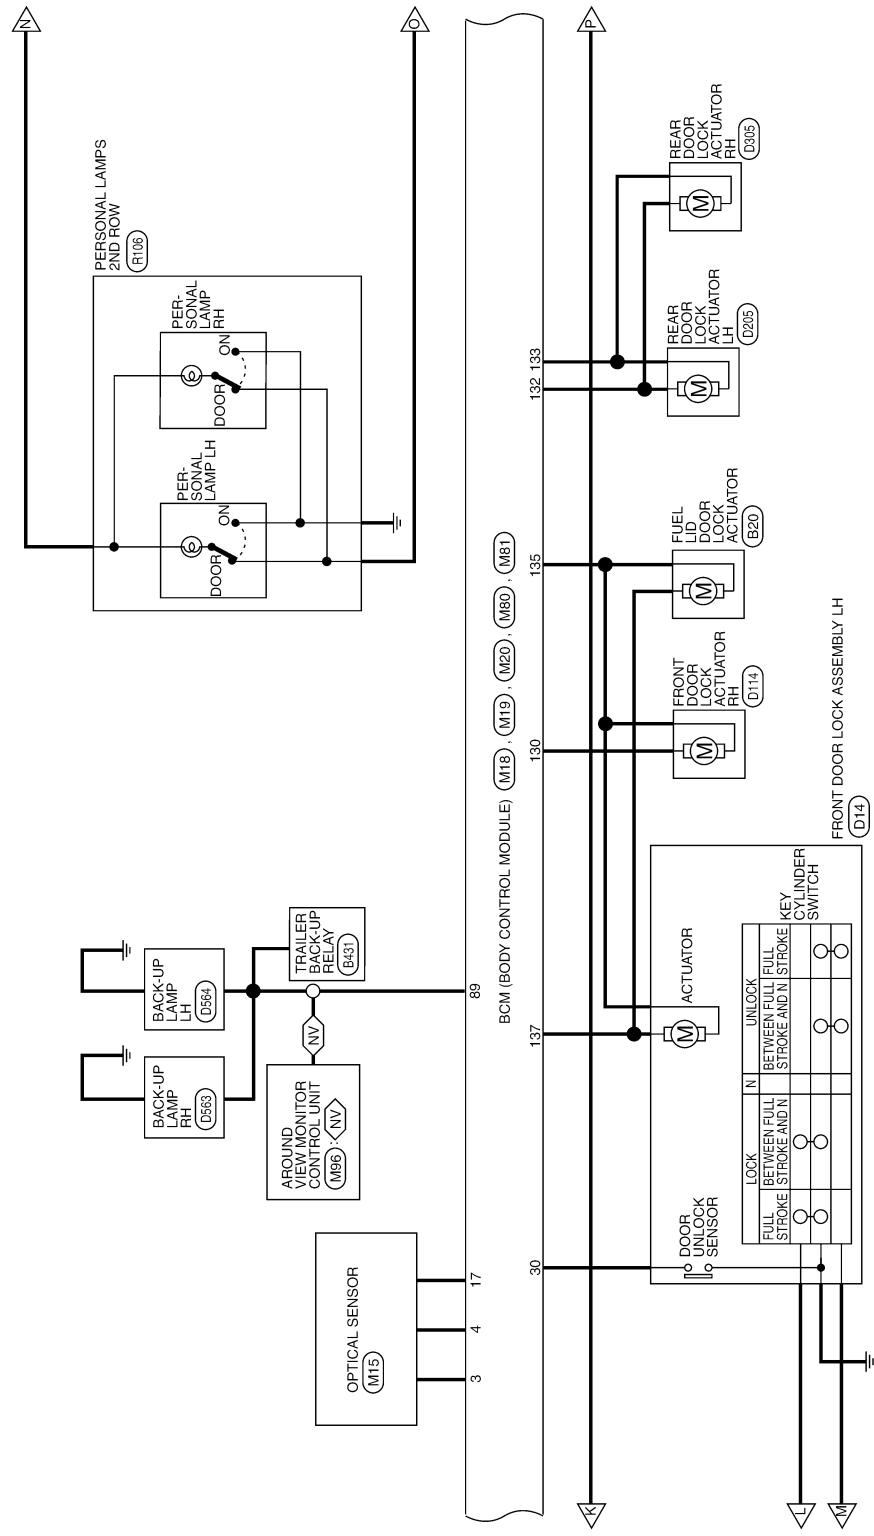 OPTICAL SENSOR
M15
3
4
17
BACK-UP
LAMP
RH
D563
BACK-UP
LAMP
LH
D564
AROUND
VIEW MONITOR
CONTROL UNIT
M96 : NV
NV
TRAILER
BACK-UP
RELAY
B431
89
PERSONAL LAMPS
2ND ROW
R106
PER-
SONAL
LAMP LH
DOOR
ON
PER-
SONAL
LAMP
RH
DOOR
ON
N
O
BCM (BODY CONTROL MODULE) M18 , M19 , M20 , M80 , M81
30
137
130
135
132
133
K
P
L
M
FRONT DOOR LOCK ASSEMBLY LH
D14
DOOR
UNLOCK
SENSOR
M
ACTUATOR
KEY
CYLINDER
SWITCH
LOCK
N
UNLOCK
FULL
STROKE
BETWEEN FULL
STROKE AND N
BETWEEN FULL
STROKE AND N
FULL
STROKE
FRONT
DOOR
LOCK
ACTUATOR
RH
D114
M
FUEL
LID
DOOR
LOCK
ACTUATOR
B20
M
REAR
DOOR
LOCK
ACTUATOR
LH
D205
M
REAR
DOOR
LOCK
ACTUATOR
RH
D305
M